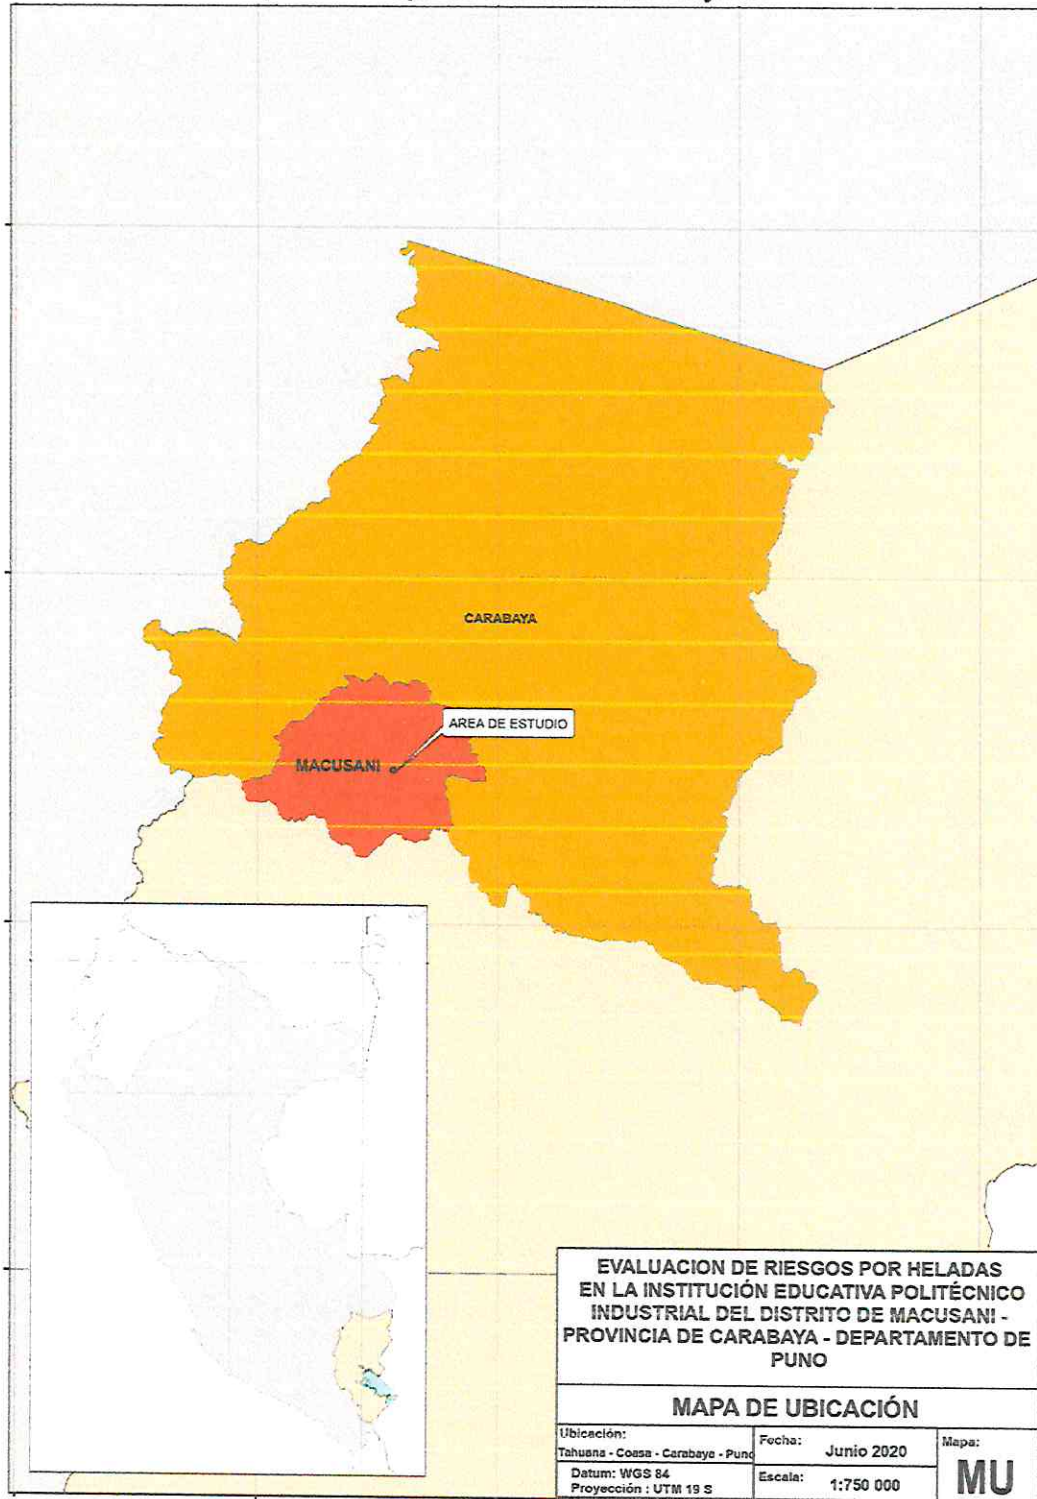 CARABAYA
AREA DE ESTUDIO
MACUSANI
EVALUACION DE RIESGOS POR HELADAS
EN LA INSTITUCIÓN EDUCATIVA POLITÉCNICO
INDUSTRIAL DEL DISTRITO DE MACUSANI -
PROVINCIA DE CARABAYA - DEPARTAMENTO DE
PUNO
MAPA DE UBICACIÓN
Ubicación:
Tahuana - Coasa - Carabaya - Puno
Datum: WGS 84
Proyección : UTM 19 S
Fecha: Junio 2020
Escala: 1:750 000
Mapa:
MU